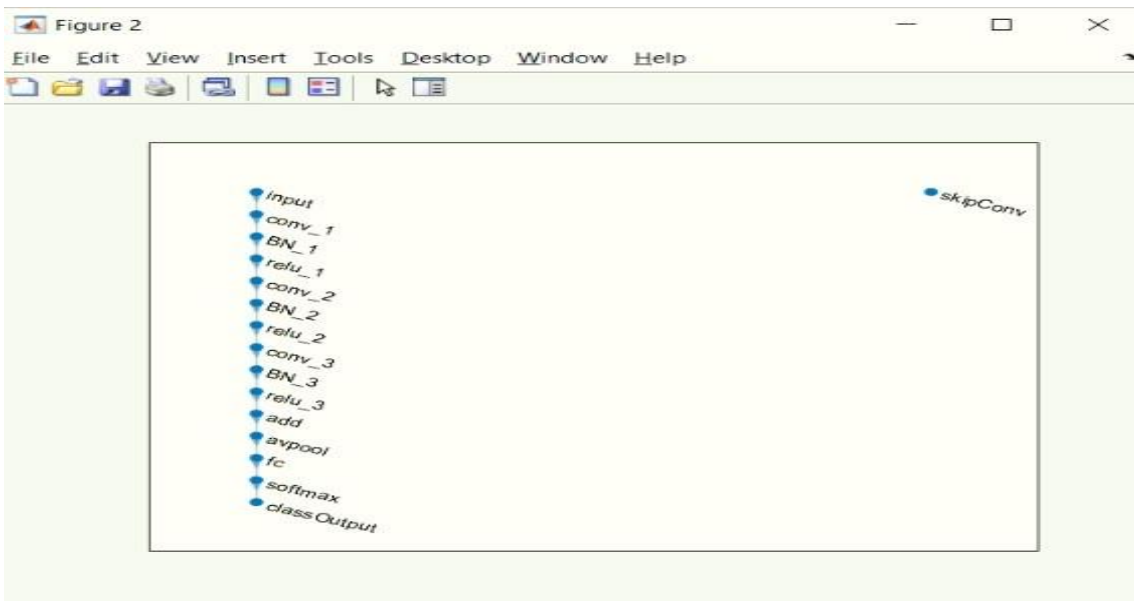 Figure 2
File Edit View Insert Tools Desktop Window Help
input
conv_1
BN_1
relu_1
conv_2
BN_2
relu_2
conv_3
BN_3
relu_3
add
avpool
fc
softmax
classOutput
skipConv